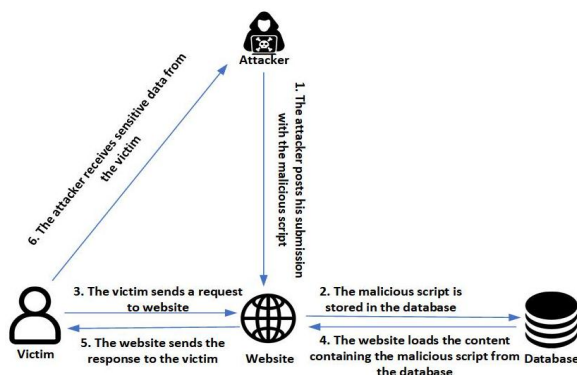 Attacker
1. The attacker posts his submission
with the malicious script
6. The attacker receives sensitive data from
the victim
3. The victim sends a request
to website
2. The malicious script is
stored in the database
5. The website sends the
response to the victim
4. The website loads the content
containing the malicious script from
the database
Victim
Website
Database